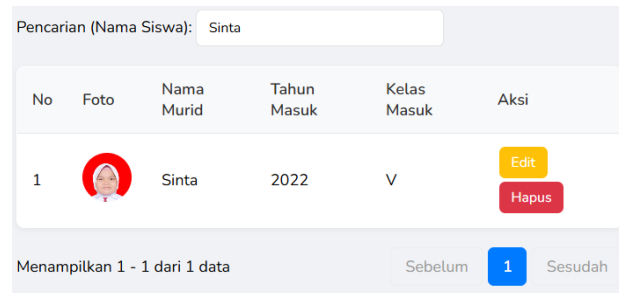 Pencarian (Nama Siswa): Sinta
No Foto Nama Murid Tahun Masuk Kelas Masuk Aksi
1 Sinta 2022 V Edit Hapus
Menampilkan 1 - 1 dari 1 data Sebelum 1 Sesudah